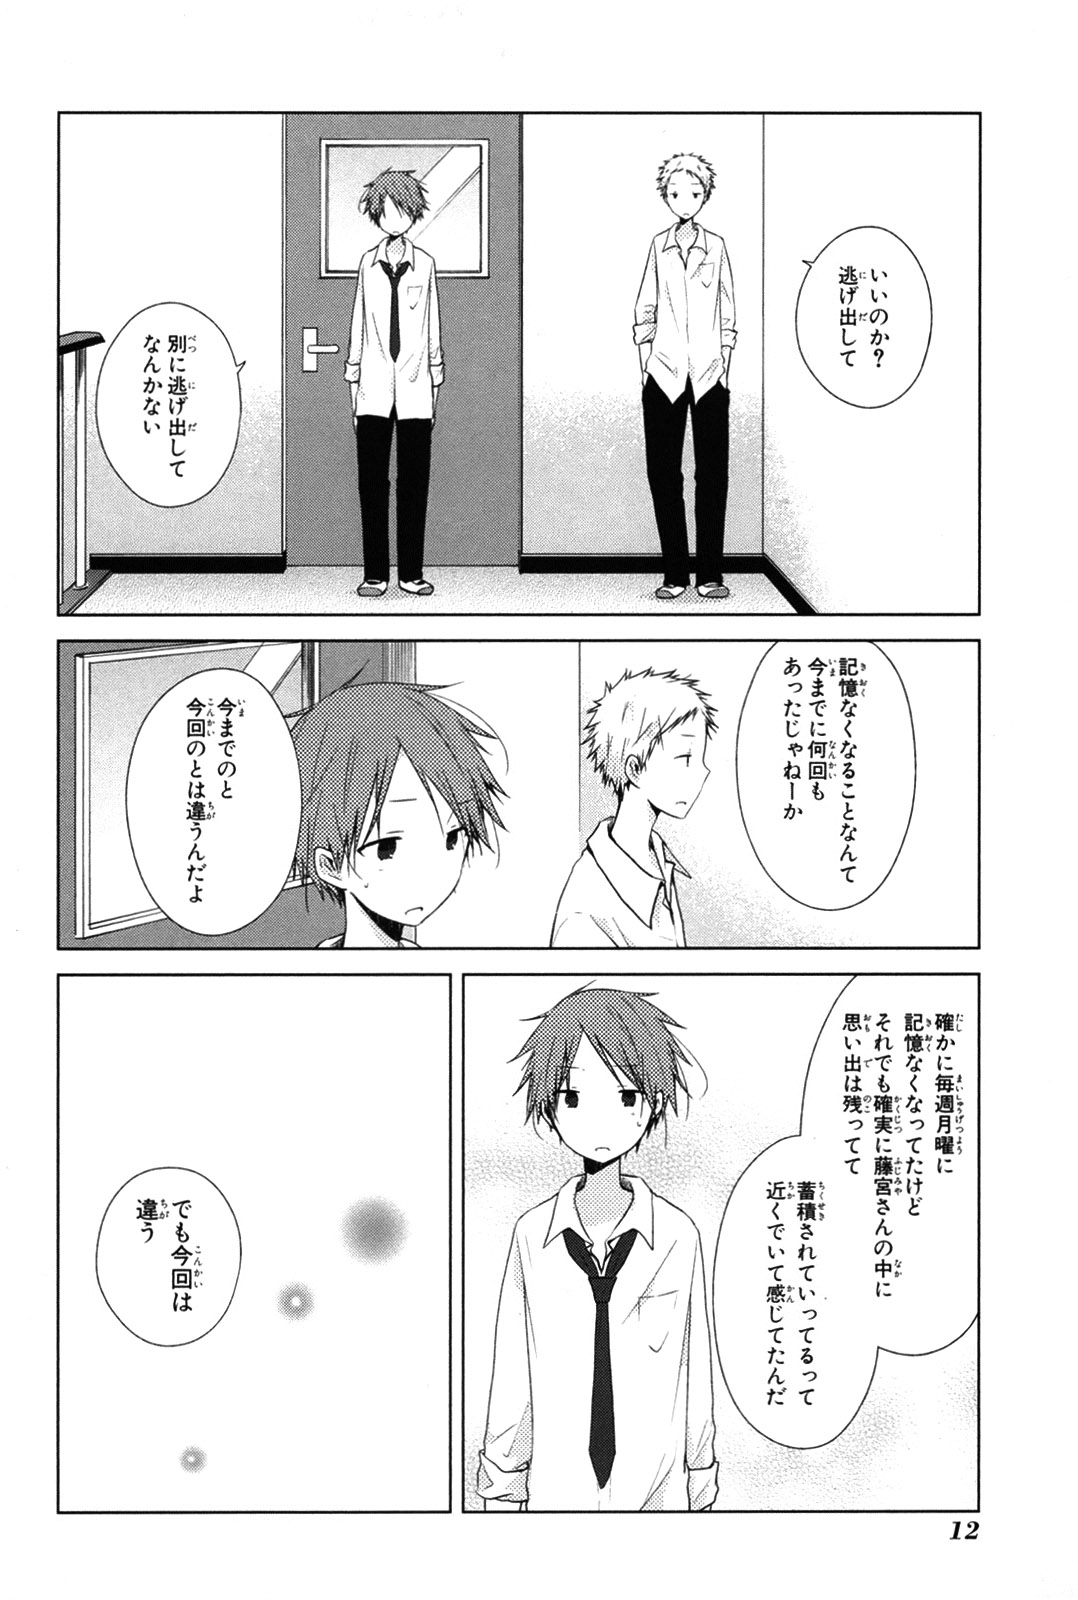 いいのか？
逃げ出して
別に逃げ出して
なんかない
記憶なくなることなんて
今までに何回も
あったじゃねーか
今までのと
今回のとは違うんだよ
確かに毎週月曜に
記憶なくなってたけど
それでも確実に藤宮さんの中に
思い出は残ってて
蓄積されていってるって
近くでいて感じてたんだ
でも今回は
違う
12